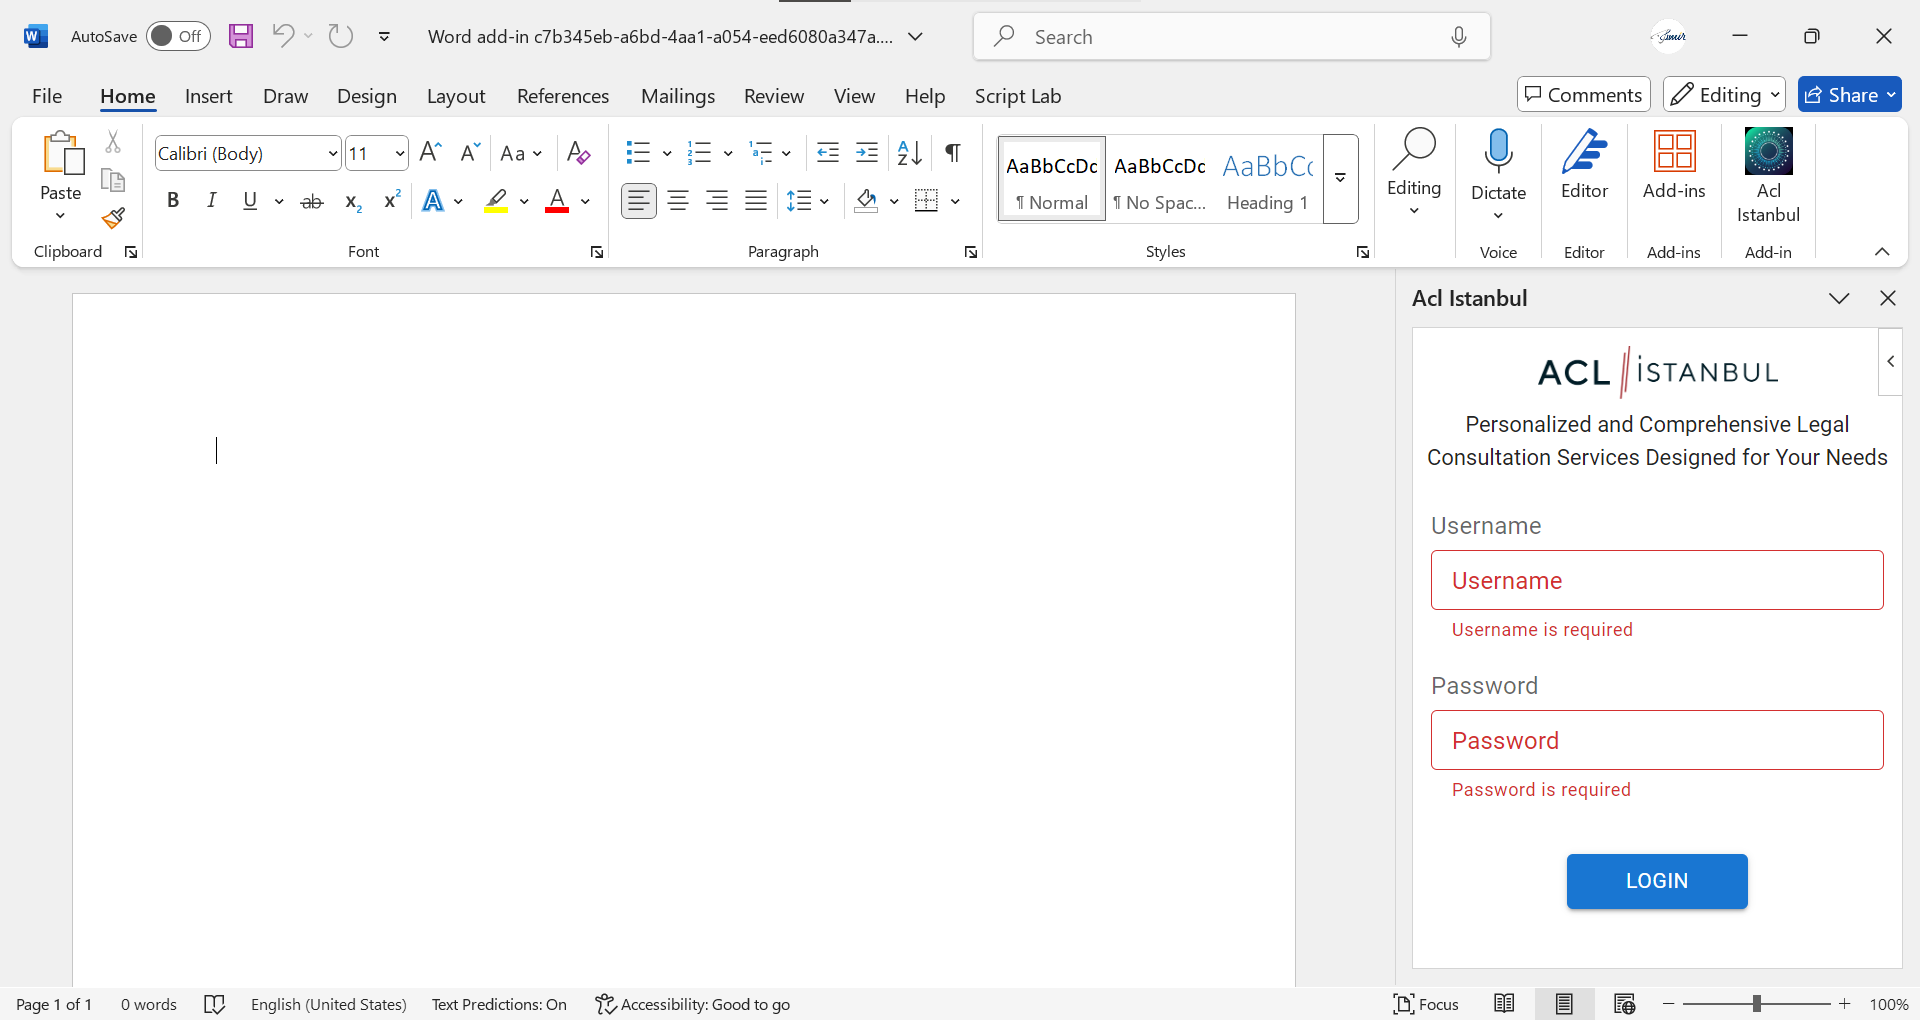 AutoSave Off Word add-in c7b345eb-a6bd-4aa1-a054-eed6080a347a.... Search
File Home Insert Draw Design Layout References Mailings Review View Help Script Lab Comments Editing Share
Paste
Clipboard
Calibri (Body) 11 Aa
B I U ab x2 x2 A A
Font
Paragraph
AaBbCcDc AaBbCcDc AaBbCc
¶ Normal ¶ No Spac... Heading 1
Styles
Editing
Dictate
Voice
Editor
Editor
Add-ins
Add-ins
Acl
Istanbul
Add-in
Acl Istanbul
ACL İSTANBUL
Personalized and Comprehensive Legal
Consultation Services Designed for Your Needs
Username
Username
Username is required
Password
Password
Password is required
LOGIN
Page 1 of 1 0 words English (United States) Text Predictions: On Accessibility: Good to go Focus 100%